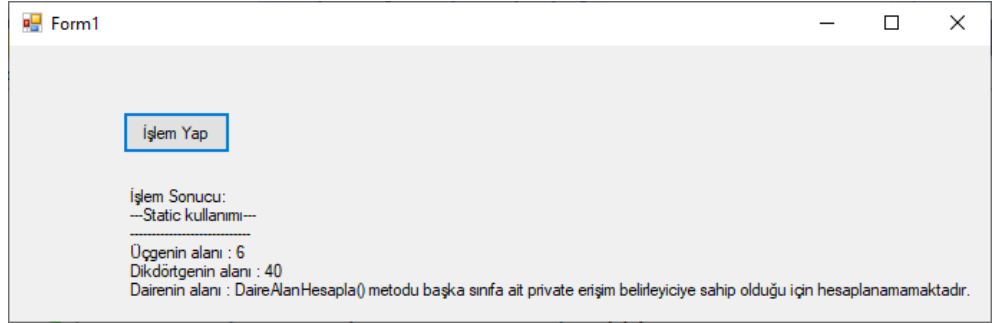 Form1
İşlem Yap
İşlem Sonucu:
---Static kullanımı---
----------------------------
Üçgenin alanı : 6
Dikdörtgenin alanı : 40
Dairenin alanı : DaireAlanHesapla() metodu başka sınıfa ait private erişim belirleyiciye sahip olduğu için hesaplanamamaktadır.